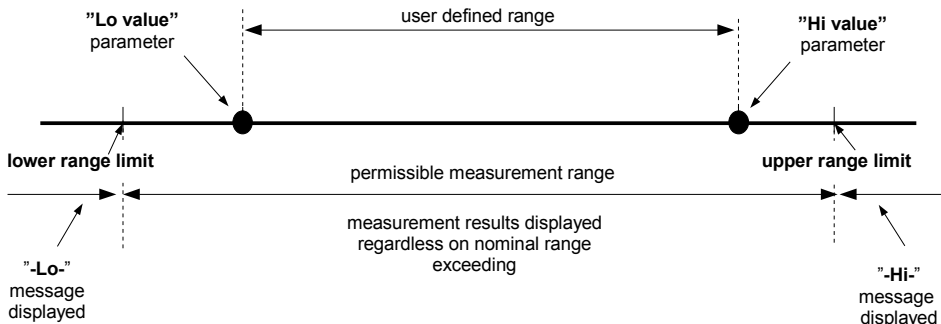 ”Lo value”
parameter
user defined range
”Hi value”
parameter
lower range limit
upper range limit
permissible measurement range
measurement results displayed
regardless on nominal range
exceeding
”-Lo-”
message
displayed
”-Hi-”
message
displayed